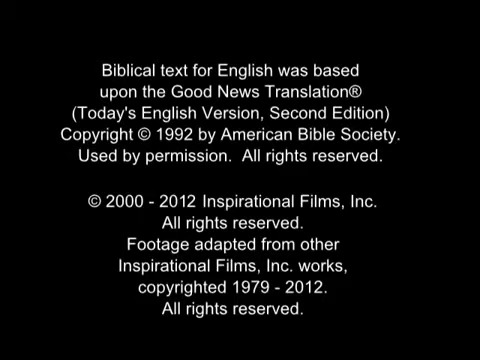 Biblical text for English was based
upon the Good News Translation®
(Today's English Version, Second Edition)
Copyright © 1992 by American Bible Society.
Used by permission.  All rights reserved.
© 2000 - 2012 Inspirational Films, Inc.
All rights reserved.
Footage adapted from other
Inspirational Films, Inc. works,
copyrighted 1979 - 2012.
All rights reserved.